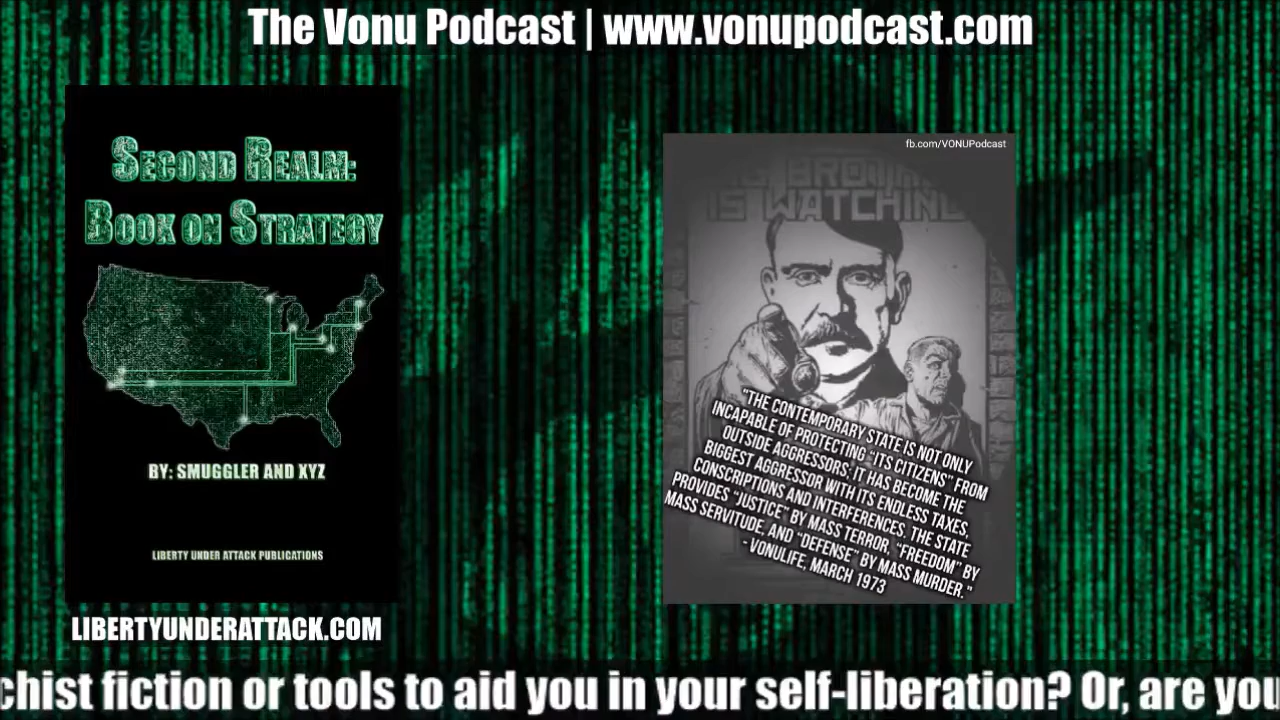 The Vonu Podcast | www.vonupodcast.com
SECOND REALM:
BOOK ON STRATEGY
BY: SMUGGLER AND XYZ
LIBERTY UNDER ATTACK PUBLICATIONS
LIBERTYUNDERATTACK.COM
fb.com/VONUPodcast
BROTHER
IS WATCHING
"THE CONTEMPORARY STATE IS NOT ONLY
INCAPABLE OF PROTECTING “ITS CITIZENS” FROM
OUTSIDE AGGRESSORS; IT HAS BECOME THE
BIGGEST AGGRESSOR WITH ITS ENDLESS TAXES,
CONSCRIPTIONS AND INTERFERENCES. THE STATE
PROVIDES “JUSTICE” BY MASS TERROR, “FREEDOM” BY
MASS SERVITUDE, AND “DEFENSE” BY MASS MURDER."
- VONULIFE, MARCH 1973
chist fiction or tools to aid you in your self-liberation? Or, are you